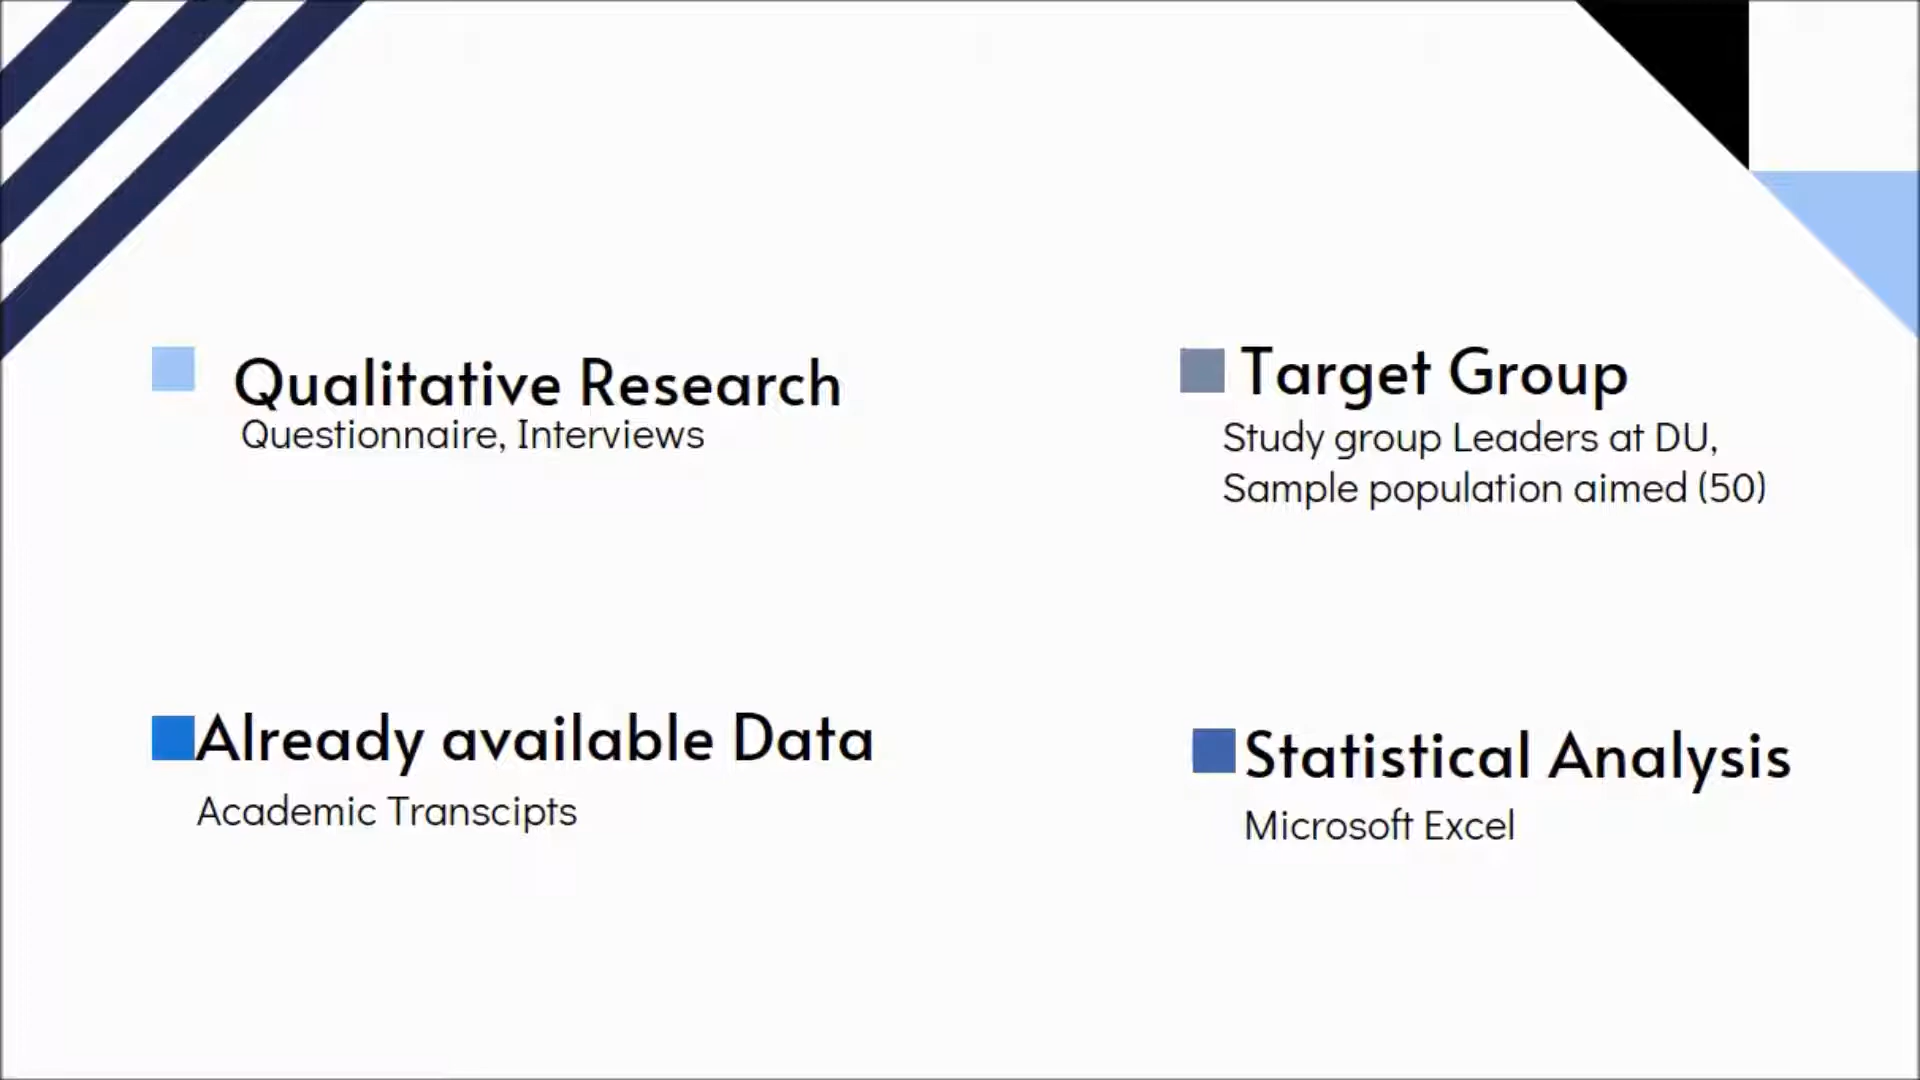 Qualitative Research
Questionnaire, Interviews
Target Group
Study group Leaders at DU,
Sample population aimed (50)
Already available Data
Academic Transcipts
Statistical Analysis
Microsoft Excel